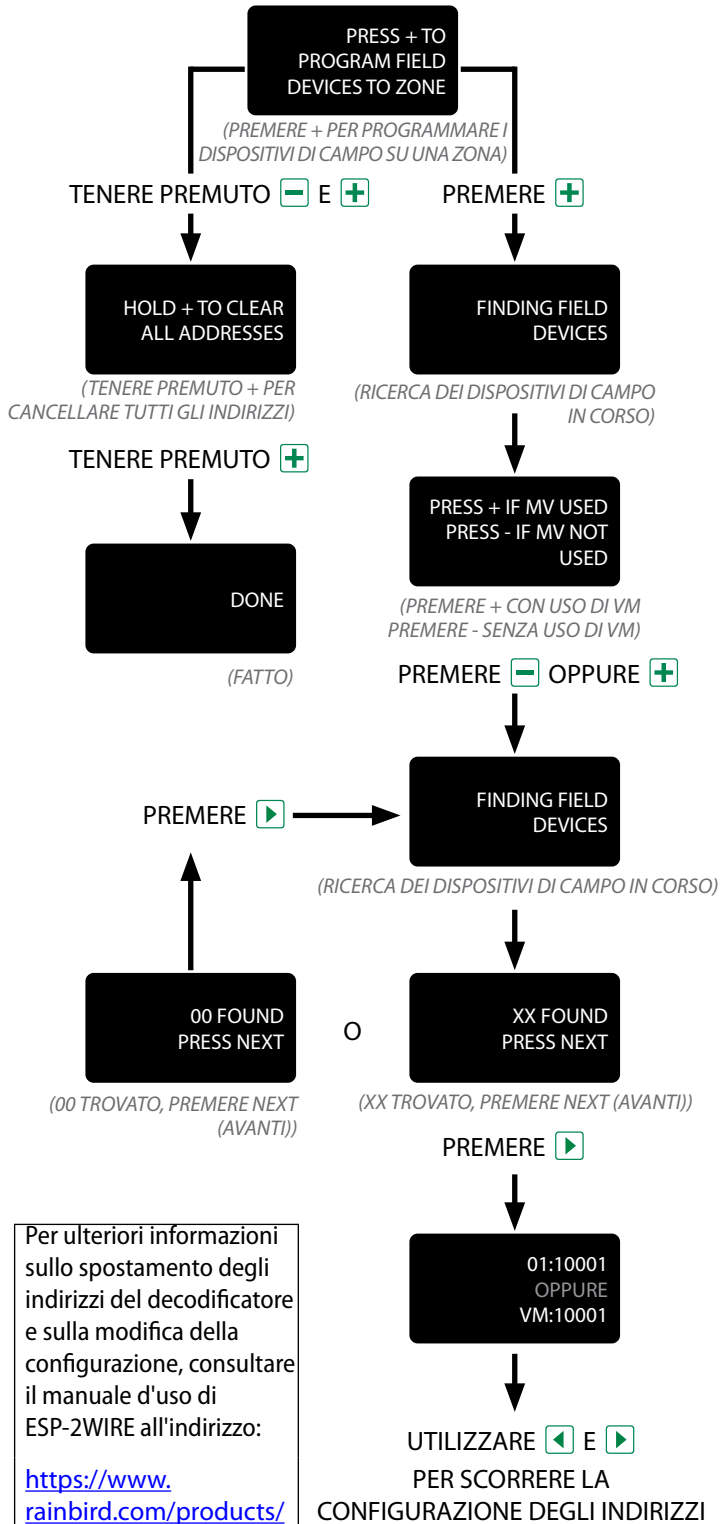 PRESS + TO
PROGRAM FIELD
DEVICES TO ZONE
(PREMERE + PER PROGRAMMARE I
DISPOSITIVI DI CAMPO SU UNA ZONA)
TENERE PREMUTO - E +
PREMERE +
HOLD + TO CLEAR
ALL ADDRESSES
(TENERE PREMUTO + PER
CANCELLARE TUTTI GLI INDIRIZZI)
TENERE PREMUTO +
DONE
(FATTO)
FINDING FIELD
DEVICES
(RICERCA DEI DISPOSITIVI DI CAMPO
IN CORSO)
PRESS + IF MV USED
PRESS - IF MV NOT
USED
(PREMERE + CON USO DI VM
PREMERE - SENZA USO DI VM)
PREMERE - OPPURE +
PREMERE
FINDING FIELD
DEVICES
(RICERCA DEI DISPOSITIVI DI CAMPO IN CORSO)
00 FOUND
PRESS NEXT
(00 TROVATO, PREMERE NEXT
(AVANTI))
O
XX FOUND
PRESS NEXT
(XX TROVATO, PREMERE NEXT (AVANTI))
PREMERE
01:10001
OPPURE
VM:10001
UTILIZZARE E
PER SCORRERE LA
CONFIGURAZIONE DEGLI INDIRIZZI
Per ulteriori informazioni
sullo spostamento degli
indirizzi del decodificatore
e sulla modifica della
configurazione, consultare
il manuale d'uso di
ESP-2WIRE all'indirizzo:
https://www.
rainbird.com/products/